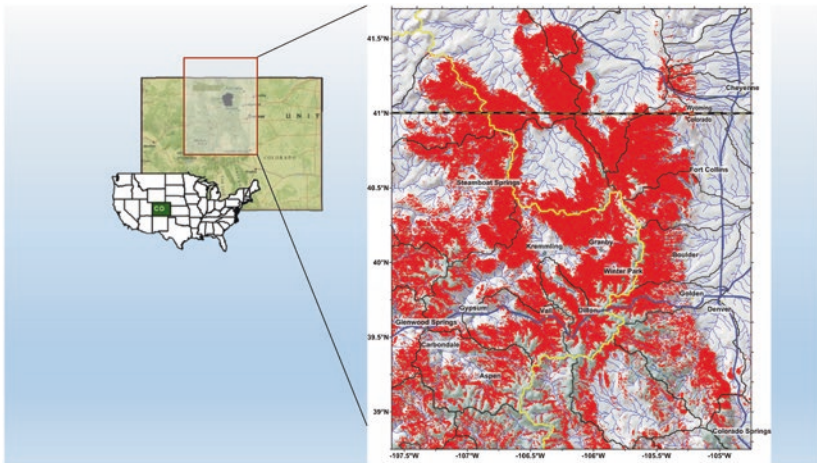 41.5°N
41°N
40.5°N
40°N
39.5°N
39°N
Cheyenne
Wyoming
Colorado
Fort Collins
Steamboat Springs
Kremmling
Granby
Boulder
Winter Park
Golden
Gypsum
Vail
Dillon
Denver
Glenwood Springs
Carbondale
Aspen
Colorado Springs
-107.5°W
-107°W
-106.5°W
-106°W
-105.5°W
-105°W
U N I T
COLORADO
CO